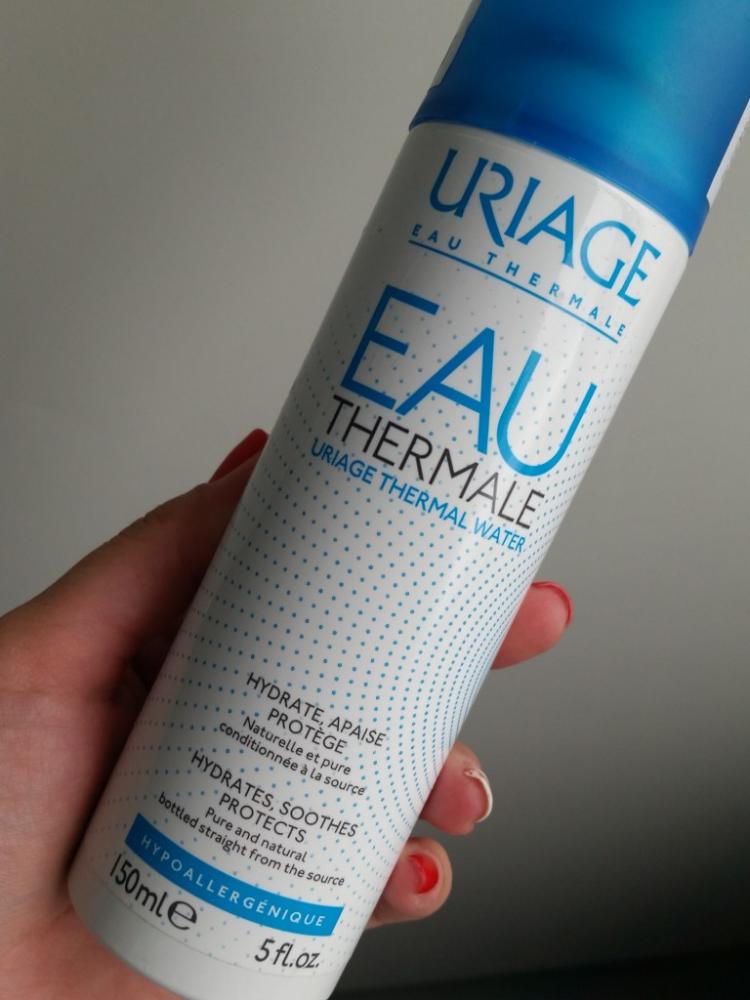 URIAGE
EAU THERMALE
EAU
THERMALE
URIAGE THERMAL WATER
HYDRATE, APAISE
PROTÈGE
Naturelle et pure
conditionnée à la source
HYDRATES, SOOTHES
PROTECTS
Pure and natural
bottled straight from the source
HYPOALLERGÉNIQUE
150ml e
5 fl.oz.